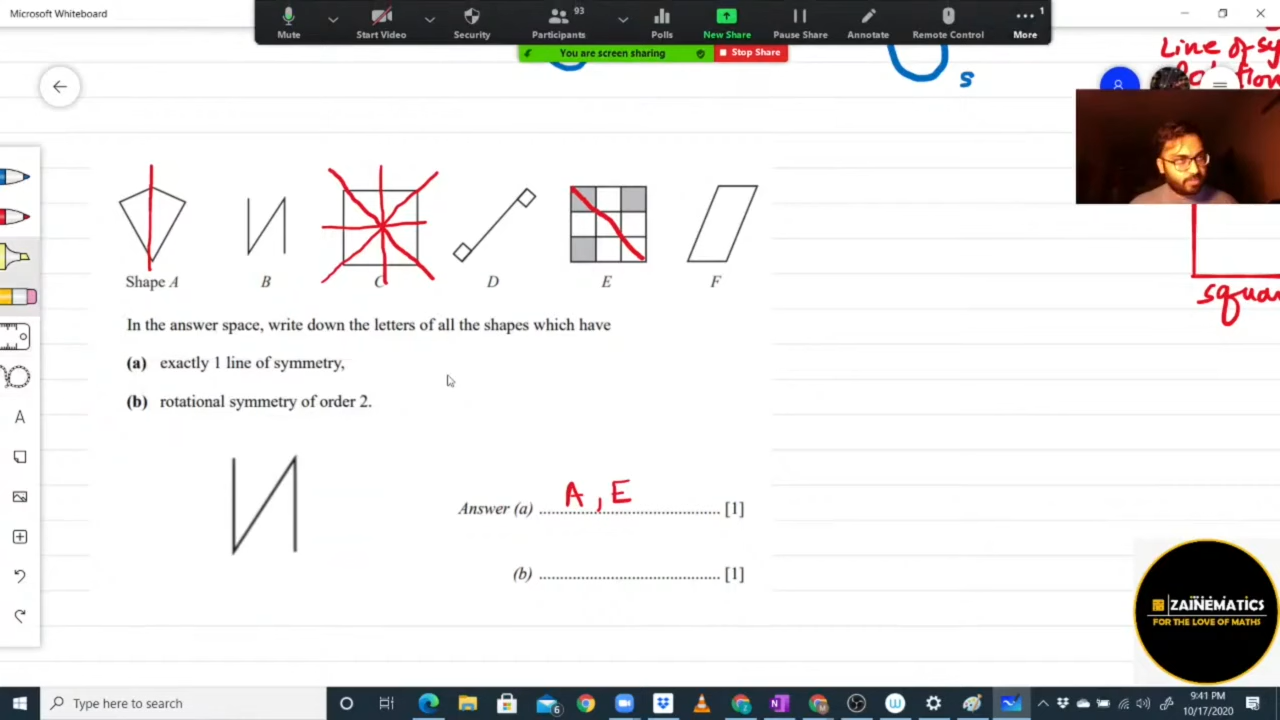 Microsoft Whiteboard
Mute
Start Video
Security
93
Participants
Polls
New Share
Pause Share
Annotate
Remote Control
1
More
You are screen sharing
Stop Share
s
Line of sy
Shape A
B
C
D
E
F
In the answer space, write down the letters of all the shapes which have
(a) exactly 1 line of symmetry,
(b) rotational symmetry of order 2.
Answer (a) ........................................ [1]
A, E
(b) ........................................ [1]
squa
A
ZAINEMATICS
FOR THE LOVE OF MATHS
Type here to search
6
9:41 PM
10/17/2020